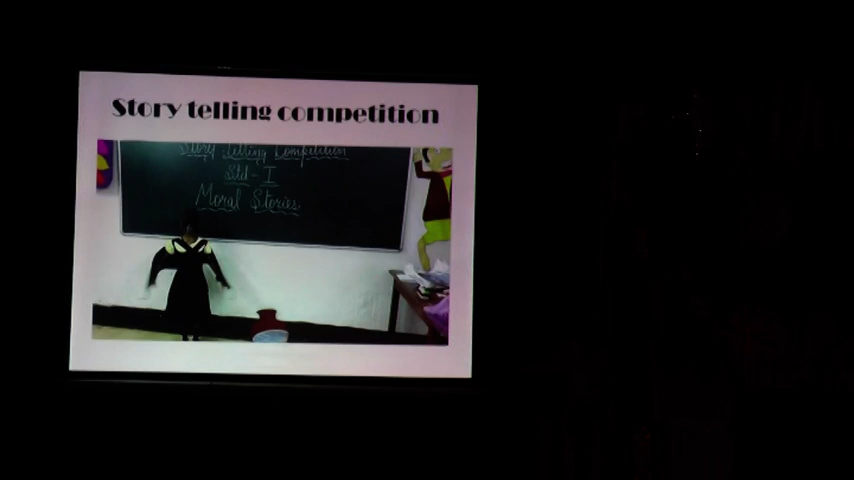 Story telling competition
Story Telling Competition
Std - I
Moral Stories